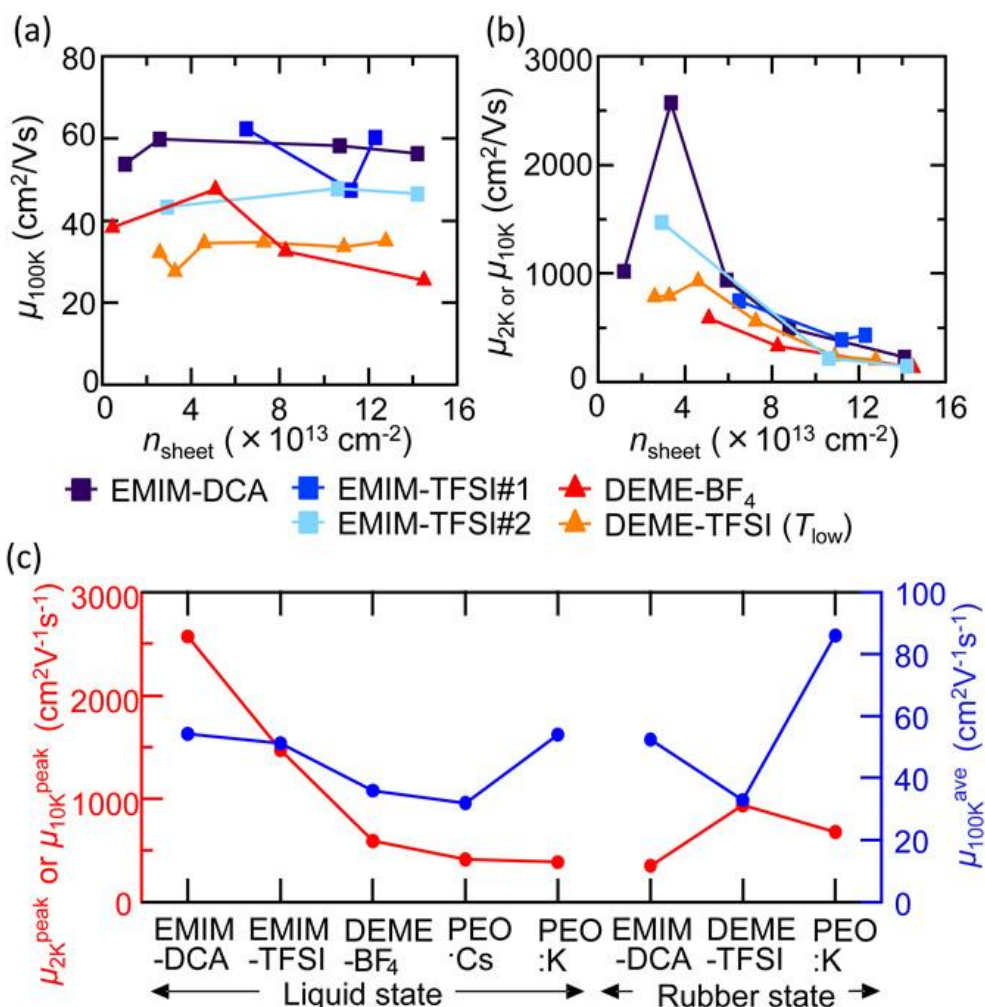 (a)
80
60
40
20
0
μ100K (cm²/Vs)
0 4 8 12 16
nsheet ( × 10¹³ cm⁻²)
(b)
3000
2000
1000
0
μ2K or μ10K (cm²/Vs)
0 4 8 12 16
nsheet ( × 10¹³ cm⁻²)
EMIM-DCA EMIM-TFSI#1 DEME-BF₄
EMIM-TFSI#2 DEME-TFSI (Tlow)
(c)
3000
2000
1000
0
μ2Kpeak or μ10Kpeak (cm²V⁻¹s⁻¹)
100
80
60
40
20
0
μ100Kave (cm²V⁻¹s⁻¹)
EMIM EMIM DEME PEO PEO EMIM DEME PEO
-DCA -TFSI -BF₄ :Cs :K -DCA -TFSI :K
Liquid state Rubber state